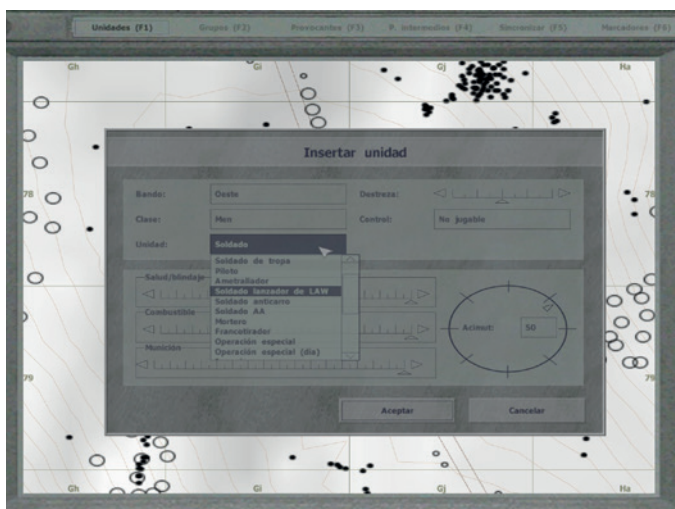 Unidades (F1) Grupos (F2) Provocantes (F3) P. intermedios (F4) Sincronizar (F5) Marcadores (F6)
Gh Gi Gj Ha
Insertar unidad
78 Bando: Oeste Destreza: 78
Clase: Men Control: No jugable
Unidad: Soldado
Soldado de tropa
Salud/blindaje Piloto
Ametrallador
Soldado lanzador de LAW
Soldado anticarro
Combustible Soldado AA
Mortero Azimut: 50
Francotirador
Operación especial
Munición Operación especial (día)
79 79
Aceptar Cancelar
Gh Gi Gj Ha